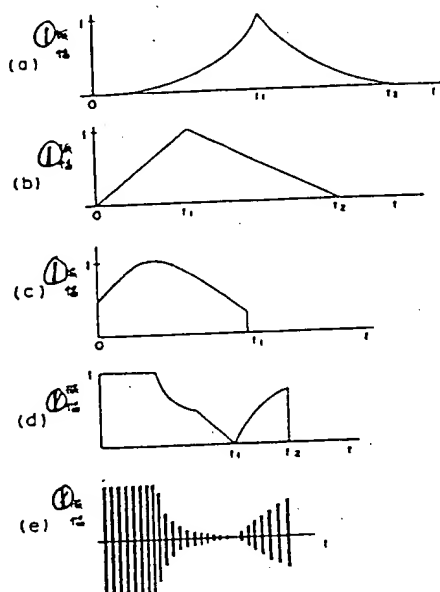 1
(a)
0 t₁ t₂ t
1
(b)
0 t₁ t₂ t
1
(c)
0 t₁ t
1
(d)
t₁ t₂ t
(e)
t